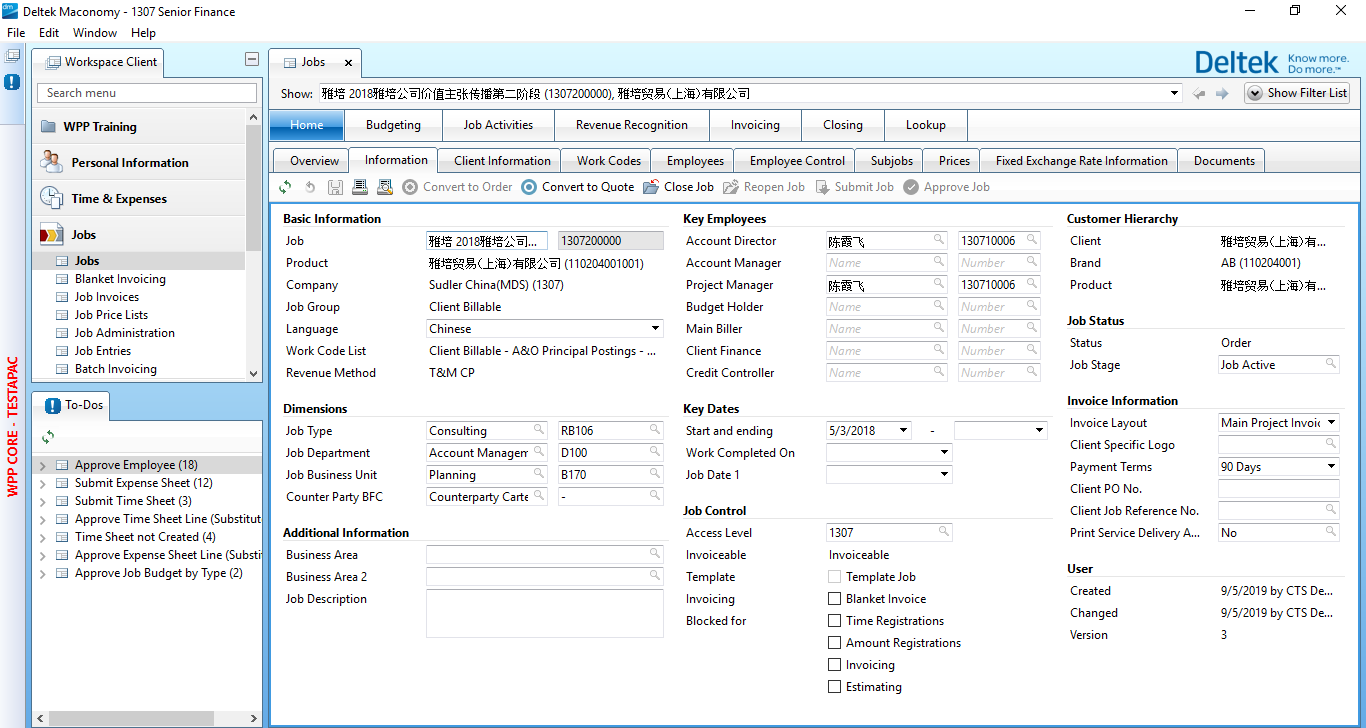 Deltek Maconomy - 1307 Senior Finance
File Edit Window Help
Workspace Client
Search menu
WPP Training
Personal Information
Time & Expenses
Jobs
Jobs
Blanket Invoicing
Job Invoices
Job Price Lists
Job Administration
Job Entries
Batch Invoicing
WPP CORE - TESTAPAC
To-Dos
Approve Employee (18)
Submit Expense Sheet (12)
Submit Time Sheet (3)
Approve Time Sheet Line (Substitut
Time Sheet not Created (4)
Approve Expense Sheet Line (Substi
Approve Job Budget by Type (2)
Jobs
Deltek Know more. Do more.™
Show: 雅培 2018雅培公司价值主张传播第二阶段 (1307200000), 雅培贸易(上海)有限公司 Show Filter List
Home Budgeting Job Activities Revenue Recognition Invoicing Closing Lookup
Overview Information Client Information Work Codes Employees Employee Control Subjobs Prices Fixed Exchange Rate Information Documents
Convert to Order Convert to Quote Close Job Reopen Job Submit Job Approve Job
Basic Information
Job 雅培 2018雅培公司... 1307200000
Product 雅培贸易(上海)有限公司 (110204001001)
Company Sudler China(MDS) (1307)
Job Group Client Billable
Language Chinese
Work Code List Client Billable - A&O Principal Postings - ...
Revenue Method T&M CP
Dimensions
Job Type Consulting RB106
Job Department Account Managem D100
Job Business Unit Planning B170
Counter Party BFC Counterparty Carte -
Additional Information
Business Area
Business Area 2
Job Description
Key Employees
Account Director 陈霞飞 130710006
Account Manager Name Number
Project Manager 陈霞飞 130710006
Budget Holder Name Number
Main Biller Name Number
Client Finance Name Number
Credit Controller Name Number
Key Dates
Start and ending 5/3/2018 -
Work Completed On
Job Date 1
Job Control
Access Level 1307
Invoiceable Invoiceable
Template Template Job
Invoicing Blanket Invoice
Blocked for Time Registrations
Amount Registrations
Invoicing
Estimating
Customer Hierarchy
Client 雅培贸易(上海)有...
Brand AB (110204001)
Product 雅培贸易(上海)有...
Job Status
Status Order
Job Stage Job Active
Invoice Information
Invoice Layout Main Project Invoic
Client Specific Logo
Payment Terms 90 Days
Client PO No.
Client Job Reference No.
Print Service Delivery A... No
User
Created 9/5/2019 by CTS De...
Changed 9/5/2019 by CTS De...
Version 3